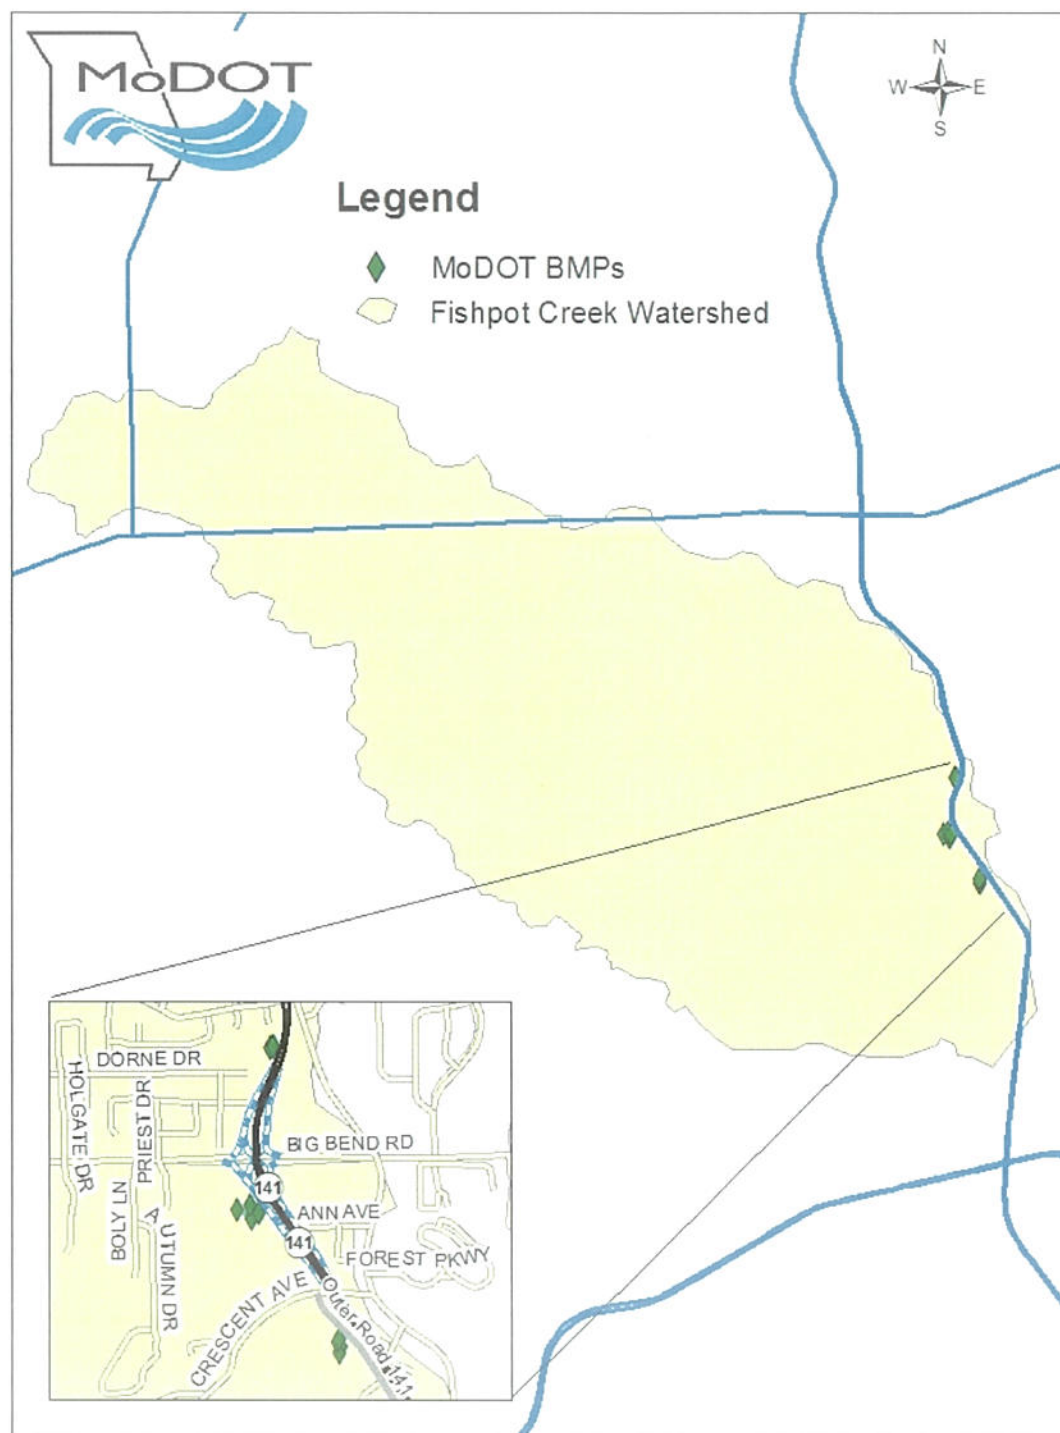 MoDOT
N
W E
S
Legend
MoDOT BMPs
Fishpot Creek Watershed
DORNE DR
HOLGATE DR
PRIEST DR
BIG BEND RD
141
BOLY LN
AUTUMN DR
ANN AVE
141
FOREST PKWY
CRESCENT AVE
Outer Road 141